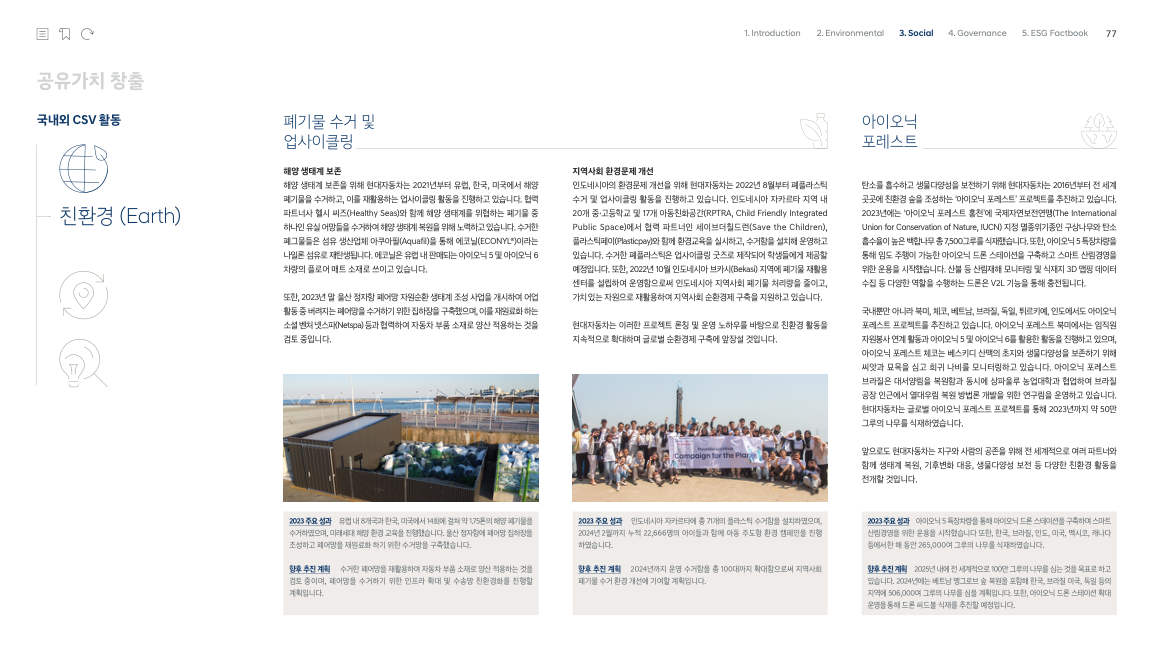 1. Introduction 2. Environmental 3. Social 4. Governance 5. ESG Factbook 77
공유가치 창출
국내외 CSV 활동
친환경 (Earth)
폐기물 수거 및
업사이클링
해양 생태계 보존
해양 생태계 보존을 위해 현대자동차는 2021년부터 유럽, 한국, 미국에서 해양
폐기물을 수거하고, 이를 재활용하는 업사이클링 활동을 진행하고 있습니다. 협력
파트너사 헬시 씨즈(Healthy Seas)와 함께 해양 생태계를 위협하는 폐기물 중
하나인 유실 어망들을 수거하여 해양 생태계 복원을 위해 노력하고 있습니다. 수거한
폐그물들은 섬유 생산업체 아쿠아필(Aquafil)을 통해 에코닐(ECONYL®)이라는
나일론 섬유로 재탄생됩니다. 에코닐은 유럽 내 판매되는 아이오닉 5 및 아이오닉 6
차량의 플로어 매트 소재로 쓰이고 있습니다.
또한, 2023년 말 울산 정자항 폐어망 자원순환 생태계 조성 사업을 개시하여 어업
활동 중 버려지는 폐어망을 수거하기 위한 집하장을 구축했으며, 이를 재원료화 하는
소셜 벤처 넷스파(Netspa) 등과 협력하여 자동차 부품 소재로 양산 적용하는 것을
검토 중입니다.
2023 주요 성과 유럽 내 8개국과 한국, 미국에서 14회에 걸쳐 약 175톤의 해양 폐기물을
수거하였으며, 미래세대 해양 환경 교육을 진행했습니다. 울산 정자항에 폐어망 집하장을
조성하고 폐어망을 재원료화 하기 위한 수거망을 구축했습니다.
향후 추진 계획 수거한 폐어망을 재활용하여 자동차 부품 소재로 양산 적용하는 것을
검토 중이며, 폐어망을 수거하기 위한 인프라 확대 및 수송망 친환경화를 진행할
계획입니다.
지역사회 환경문제 개선
인도네시아의 환경문제 개선을 위해 현대자동차는 2022년 8월부터 폐플라스틱
수거 및 업사이클링 활동을 진행하고 있습니다. 인도네시아 자카르타 지역 내
20개 중·고등학교 및 17개 아동친화공간(RPTRA, Child Friendly Integrated
Public Space)에서 협력 파트너인 세이브더칠드런(Save the Children),
플라스틱페이(Plasticpay)와 함께 환경교육을 실시하고, 수거함을 설치해 운영하고
있습니다. 수거한 폐플라스틱은 업사이클링 굿즈로 제작되어 학생들에게 제공할
예정입니다. 또한, 2022년 10월 인도네시아 브카시(Bekasi) 지역에 폐기물 재활용
센터를 설립하여 운영함으로써 인도네시아 지역사회 폐기물 처리량을 줄이고,
가치 있는 자원으로 재활용하여 지역사회 순환경제 구축을 지원하고 있습니다.
현대자동차는 이러한 프로젝트 론칭 및 운영 노하우를 바탕으로 친환경 활동을
지속적으로 확대하며 글로벌 순환경제 구축에 앞장설 것입니다.
Campaign for the Planet
2023 주요 성과 인도네시아 자카르타에 총 71개의 플라스틱 수거함을 설치하였으며,
2024년 2월까지 누적 22,666명의 아이들과 함께 아동 주도형 환경 캠페인을 진행
하였습니다.
향후 추진 계획 2024년까지 운영 수거함을 총 100대까지 확대함으로써 지역사회
폐기물 수거 환경 개선에 기여할 계획입니다.
아이오닉
포레스트
탄소를 흡수하고 생물다양성을 보전하기 위해 현대자동차는 2016년부터 전 세계
곳곳에 친환경 숲을 조성하는 '아이오닉 포레스트' 프로젝트를 추진하고 있습니다.
2023년에는 '아이오닉 포레스트 홍천'에 국제자연보전연맹(The International
Union for Conservation of Nature, IUCN) 지정 멸종위기종인 구상나무와 탄소
흡수율이 높은 백합나무 총 7,500그루를 식재했습니다. 또한, 아이오닉 5 특장차량을
통해 임도 주행이 가능한 아이오닉 드론 스테이션을 구축하고 스마트 산림경영을
위한 운용을 시작했습니다. 산불 등 산림재해 모니터링 및 식재지 3D 맵핑 데이터
수집 등 다양한 역할을 수행하는 드론은 V2L 기능을 통해 충전됩니다.
국내뿐만 아니라 북미, 체코, 베트남, 브라질, 독일, 튀르키예, 인도에서도 아이오닉
포레스트 프로젝트를 추진하고 있습니다. 아이오닉 포레스트 북미에서는 임직원
자원봉사 연계 활동과 아이오닉 5 및 아이오닉 6를 활용한 활동을 진행하고 있으며,
아이오닉 포레스트 체코는 베스키디 산맥의 초지와 생물다양성을 보존하기 위해
씨앗과 묘목을 심고 희귀 나비를 모니터링하고 있습니다. 아이오닉 포레스트
브라질은 대서양림을 복원함과 동시에 상파울루 농업대학과 협업하여 브라질
공장 인근에서 열대우림 복원 방법론 개발을 위한 연구림을 운영하고 있습니다.
현대자동차는 글로벌 아이오닉 포레스트 프로젝트를 통해 2023년까지 약 50만
그루의 나무를 식재하였습니다.
앞으로도 현대자동차는 지구와 사람의 공존을 위해 전 세계적으로 여러 파트너와
함께 생태계 복원, 기후변화 대응, 생물다양성 보전 등 다양한 친환경 활동을
전개할 것입니다.
2023 주요 성과 아이오닉 5 특장차량을 통해 아이오닉 드론 스테이션을 구축하며 스마트
산림경영을 위한 운용을 시작했습니다 또한, 한국, 브라질, 인도, 미국, 멕시코, 캐나다
등에서만 해 동안 265,000여 그루의 나무를 식재하였습니다.
향후 추진 계획 2025년 내에 전 세계적으로 100만 그루의 나무를 심는 것을 목표로 하고
있습니다. 2024년에는 베트남 맹그로브 숲 복원을 포함해 한국, 브라질 미국, 독일 등의
지역에 506,000여 그루의 나무를 심을 계획입니다. 또한, 아이오닉 드론 스테이션 확대
운영을 통해 드론 씨드볼 식재를 추진할 예정입니다.